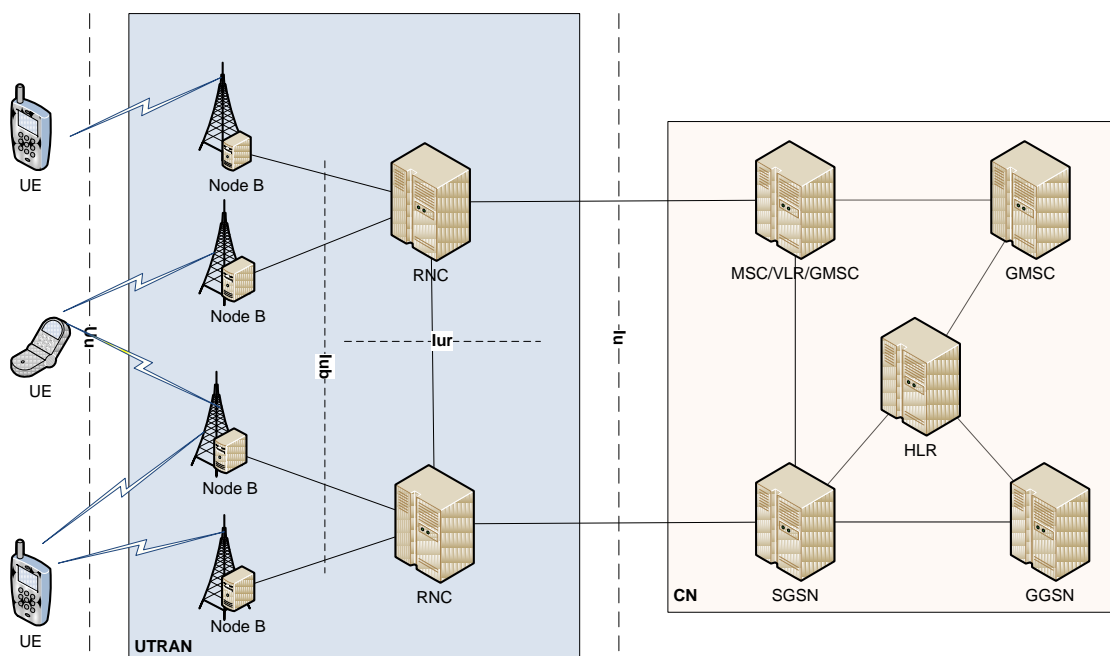 UE
Node B
Node B
RNC
MSC/VLR/GMSC
GMSC
Uu
UE
Iub
Iur
Iu
Node B
HLR
UE
Node B
RNC
SGSN
GGSN
UTRAN
CN